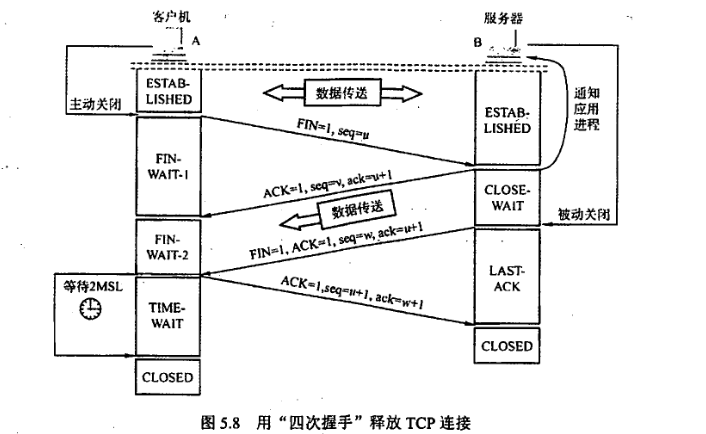 客户机
服务器
A
B
ESTAB-
LISHED
数据传送
通知
应用
进程
主动关闭
ESTAB-
LISHED
FIN=1, seq=u
FIN-
WAIT-1
ACK=1, seq=v, ack=u+1
CLOSE-
WAIT
数据传送
被动关闭
FIN-
WAIT-2
FIN=1, ACK=1, seq=w, ack=u+1
等待2MSL
LAST-
ACK
ACK=1,seq=u+1, ack=w+1
TIME-
WAIT
CLOSED
CLOSED
图 5.8 用“四次握手”释放 TCP 连接